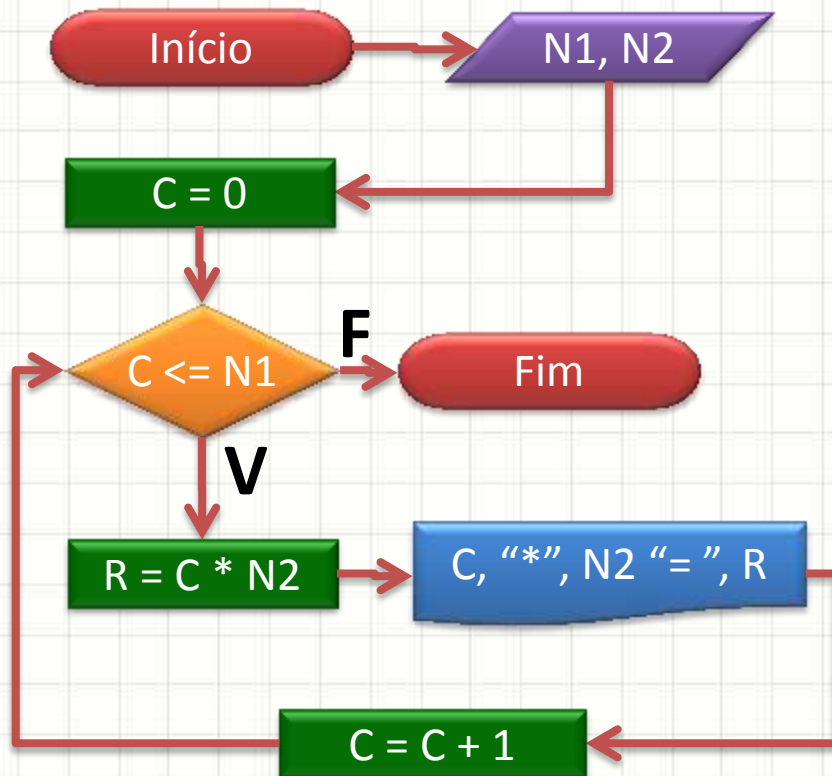 Início
N1, N2
C = 0
C <= N1
F
Fim
V
R = C * N2
C, “*”, N2 “= ”, R
C = C + 1